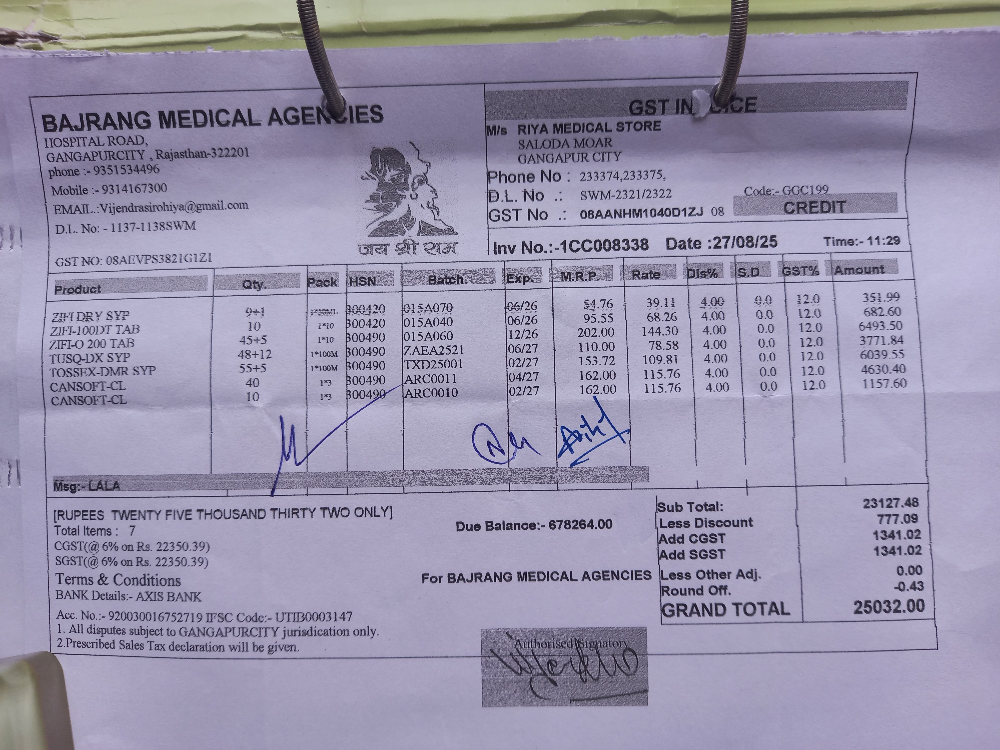 BAJRANG MEDICAL AGENCIES
HOSPITAL ROAD,
GANGAPURCITY , Rajasthan-322201
phone :- 9351534496
Mobile :- 9314167300
EMAIL.:Vijendrasirohiya@gmail.com
D.L. No: - 1137-1138SWM
GST NO: 08AEVPS3821G1Z1
जय श्री राम
GST
M/s RIYA MEDICAL STORE
SALODA MOAR
GANGAPUR CITY
Phone No : 233374,233375,
D.L. No .: SWM-2321/2322
Code:- GGC199
GST No .: 08AANHM1040D1ZJ 08
CREDIT
Inv No.:-1CC008338 Date :27/08/25 Time:- 11:29
Product Qty. Pack HSN Batch: Exp. M.R.P. Rate Dis% S.D. GST% Amount
ZIFI DRY SYP 9+1 300420 015A070 06/26 54.76 39.11 4.00 0.0 12.0 351.99
ZIFI-100DT TAB 10 1*10 300420 015A040 06/26 95.55 68.26 4.00 0.0 12.0 682.60
ZIFI-O 200 TAB 45+5 1*10 300490 015A060 12/26 202.00 144.30 4.00 0.0 12.0 6493.50
TUSQ-DX SYP 48+12 1*100M 300490 ZAEA2521 06/27 110.00 78.58 4.00 0.0 12.0 3771.84
TOSSEX-DMR SYP 55+5 1*100M 300490 TXD25001 02/27 153.72 109.81 4.00 0.0 12.0 6039.55
CANSOFT-CL 40 1*3 300490 ARC0011 04/27 162.00 115.76 4.00 0.0 12.0 4630.40
CANSOFT-CL 10 1*3 300490 ARC0010 02/27 162.00 115.76 4.00 0.0 12.0 1157.60
Msg:- LALA
[RUPEES TWENTY FIVE THOUSAND THIRTY TWO ONLY]
Total Items : 7
CGST(@ 6% on Rs. 22350.39)
SGST(@ 6% on Rs. 22350.39)
Terms & Conditions
BANK Details:- AXIS BANK
Acc. No.:- 920030016752719 IFSC Code:- UTIB0003147
1. All disputes subject to GANGAPURCITY jurisdication only.
2.Prescribed Sales Tax declaration will be given.
Due Balance:- 678264.00
For BAJRANG MEDICAL AGENCIES
Authorised Signatory
Sub Total: 23127.48
Less Discount 777.09
Add CGST 1341.02
Add SGST 1341.02
Less Other Adj. 0.00
Round Off. -0.43
GRAND TOTAL 25032.00